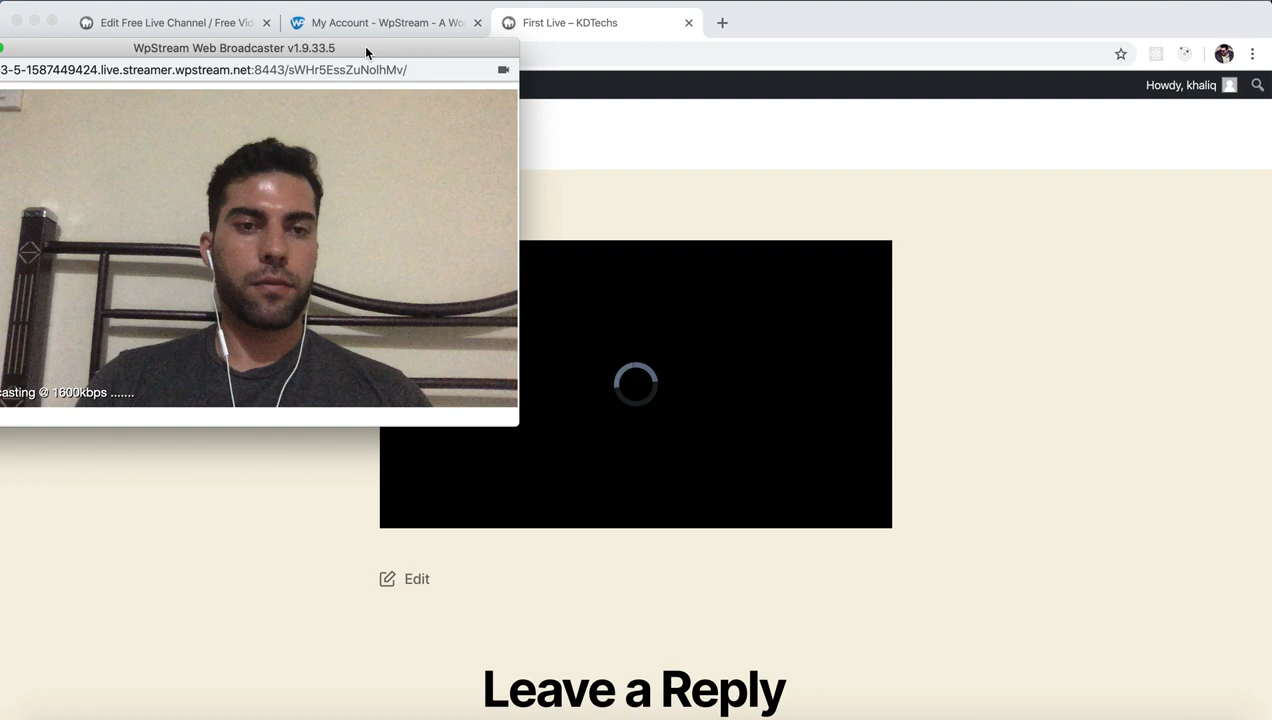 Edit Free Live Channel / Free Vid
My Account - WpStream - A Wo
First Live – KDTechs
WpStream Web Broadcaster v1.9.33.5
3-5-1587449424.live.streamer.wpstream.net:8443/sWHr5EssZuNolhMv/
Howdy, khaliq
casting @ 1600kbps .......
Edit
Leave a Reply